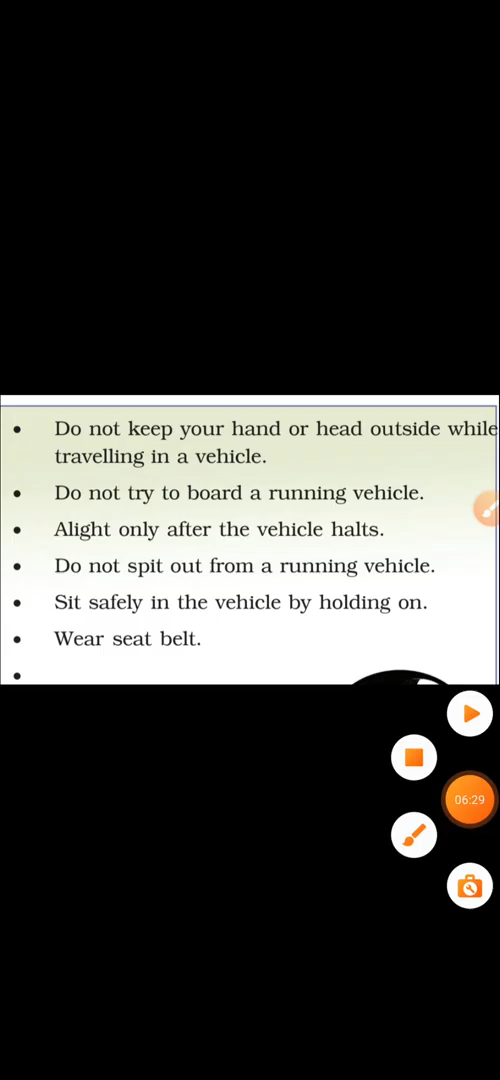 • Do not keep your hand or head outside while
travelling in a vehicle.
• Do not try to board a running vehicle.
• Alight only after the vehicle halts.
• Do not spit out from a running vehicle.
• Sit safely in the vehicle by holding on.
• Wear seat belt.
•
06:29